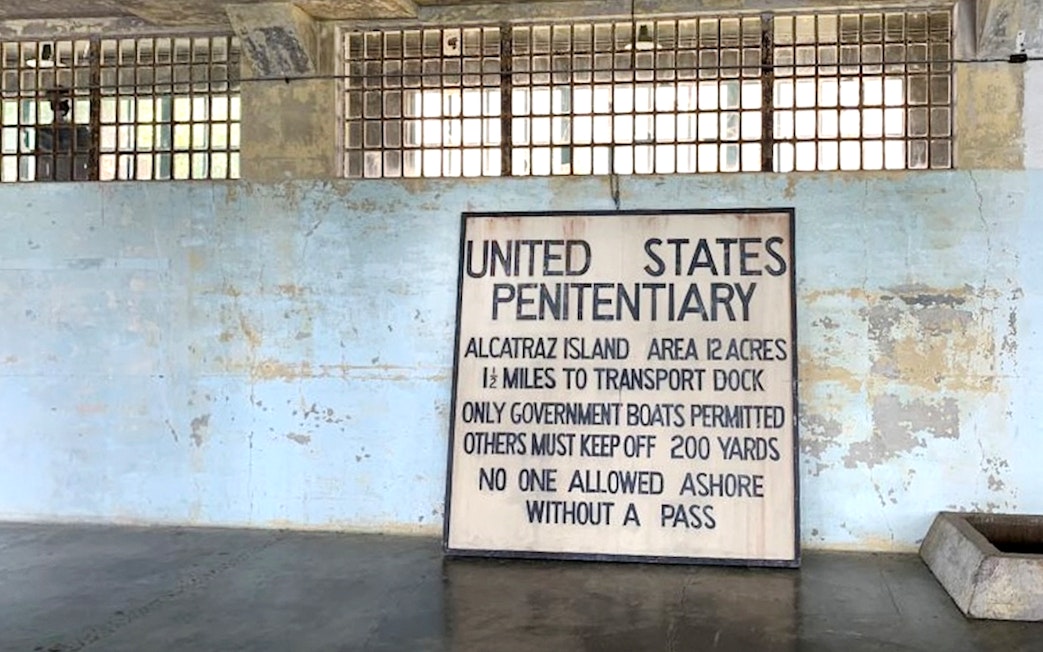 UNITED STATES
PENITENTIARY
ALCATRAZ ISLAND AREA 12 ACRES
1½ MILES TO TRANSPORT DOCK
ONLY GOVERNMENT BOATS PERMITTED
OTHERS MUST KEEP OFF 200 YARDS
NO ONE ALLOWED ASHORE
WITHOUT A PASS